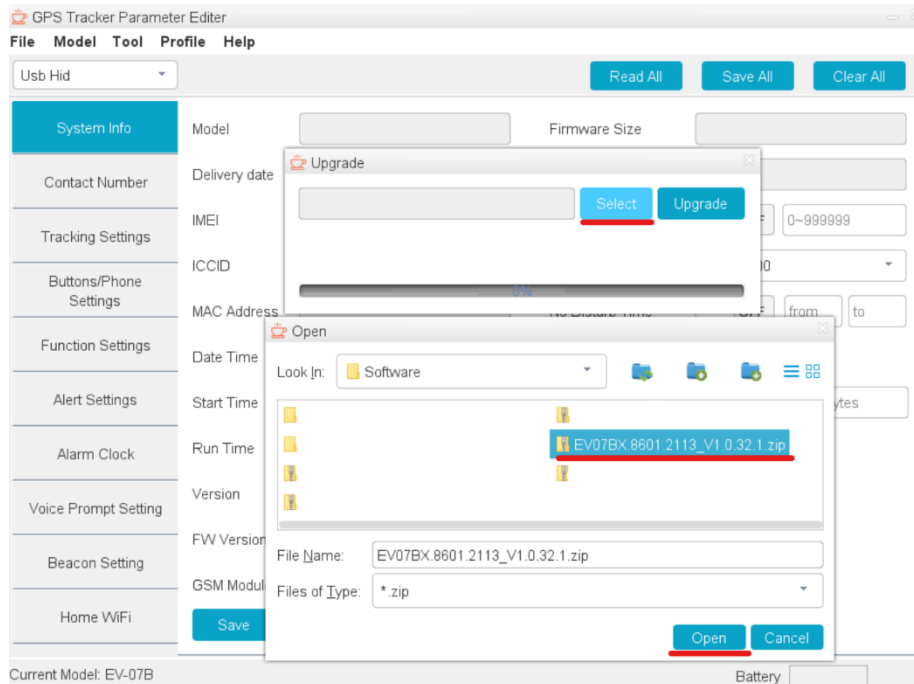 GPS Tracker Parameter Editor
File Model Tool Profile Help
Usb Hid
Read All Save All Clear All
System Info
Contact Number
Tracking Settings
Buttons/Phone
Settings
Function Settings
Alert Settings
Alarm Clock
Voice Prompt Setting
Beacon Setting
Home WiFi
Model
Firmware Size
Delivery date
IMEI
0~999999
ICCID
MAC Address
from to
Date Time
Start Time
Run Time
Version
FW Version
GSM Modul
Save
Upgrade
Select Upgrade
0%
Open
Look In: Software
EV07BX.8601.2113_V1.0.32.1.zip
File Name: EV07BX.8601.2113_V1.0.32.1.zip
Files of Type: *.zip
Open Cancel
Current Model: EV-07B
Battery